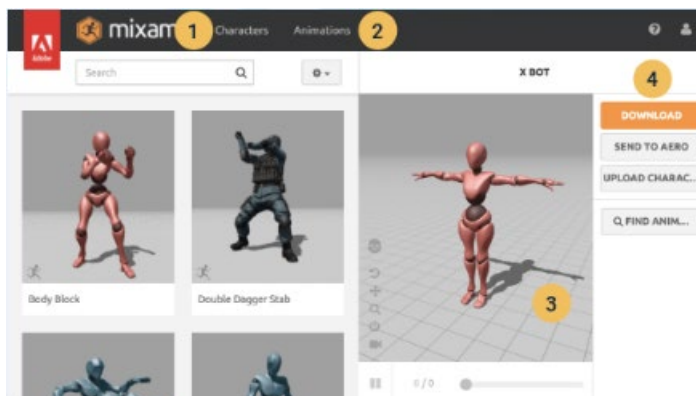 mixam
1
Characters
Animations
2
Adobe
Search
X BOT
4
DOWNLOAD
SEND TO AERO
UPLOAD CHARAC...
FIND ANIM...
Body Block
Double Dagger Stab
3
0 / 0